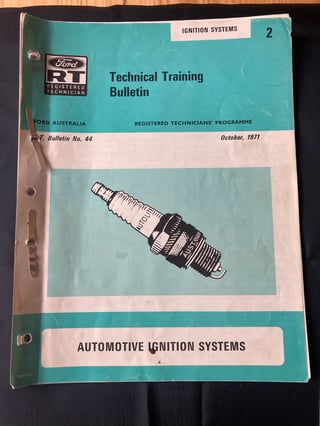 IGNITION SYSTEMS
2
Ford
RT
REGISTERED
TECHNICIAN
Technical Training
Bulletin
FORD AUSTRALIA
REGISTERED TECHNICIANS' PROGRAMME
Bulletin No. 44
October, 1971
AUTOMOTIVE IGNITION SYSTEMS